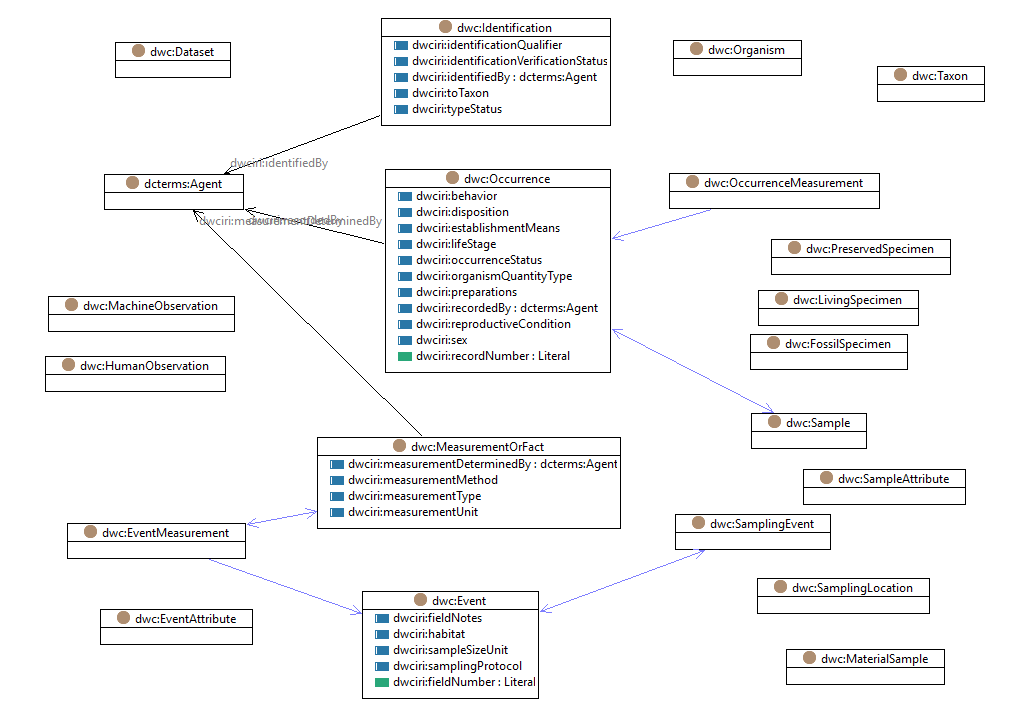 dwc:Identification
dwciri:identificationQualifier
dwciri:identificationVerificationStatus
dwciri:identifiedBy : dcterms:Agent
dwciri:toTaxon
dwciri:typeStatus
dwc:Dataset
dwc:Organism
dwc:Taxon
dwciri:identifiedBy
dcterms:Agent
dwciri:measurementDeterminedBy
dwciri:recordedBy
dwc:Occurrence
dwciri:behavior
dwciri:disposition
dwciri:establishmentMeans
dwciri:lifeStage
dwciri:occurrenceStatus
dwciri:organismQuantityType
dwciri:preparations
dwciri:recordedBy : dcterms:Agent
dwciri:reproductiveCondition
dwciri:sex
dwciri:recordNumber : Literal
dwc:OccurrenceMeasurement
dwc:PreservedSpecimen
dwc:LivingSpecimen
dwc:FossilSpecimen
dwc:MachineObservation
dwc:HumanObservation
dwc:Sample
dwc:MeasurementOrFact
dwciri:measurementDeterminedBy : dcterms:Agent
dwciri:measurementMethod
dwciri:measurementType
dwciri:measurementUnit
dwc:SampleAttribute
dwc:EventMeasurement
dwc:SamplingEvent
dwc:Event
dwciri:fieldNotes
dwciri:habitat
dwciri:sampleSizeUnit
dwciri:samplingProtocol
dwciri:fieldNumber : Literal
dwc:SamplingLocation
dwc:EventAttribute
dwc:MaterialSample